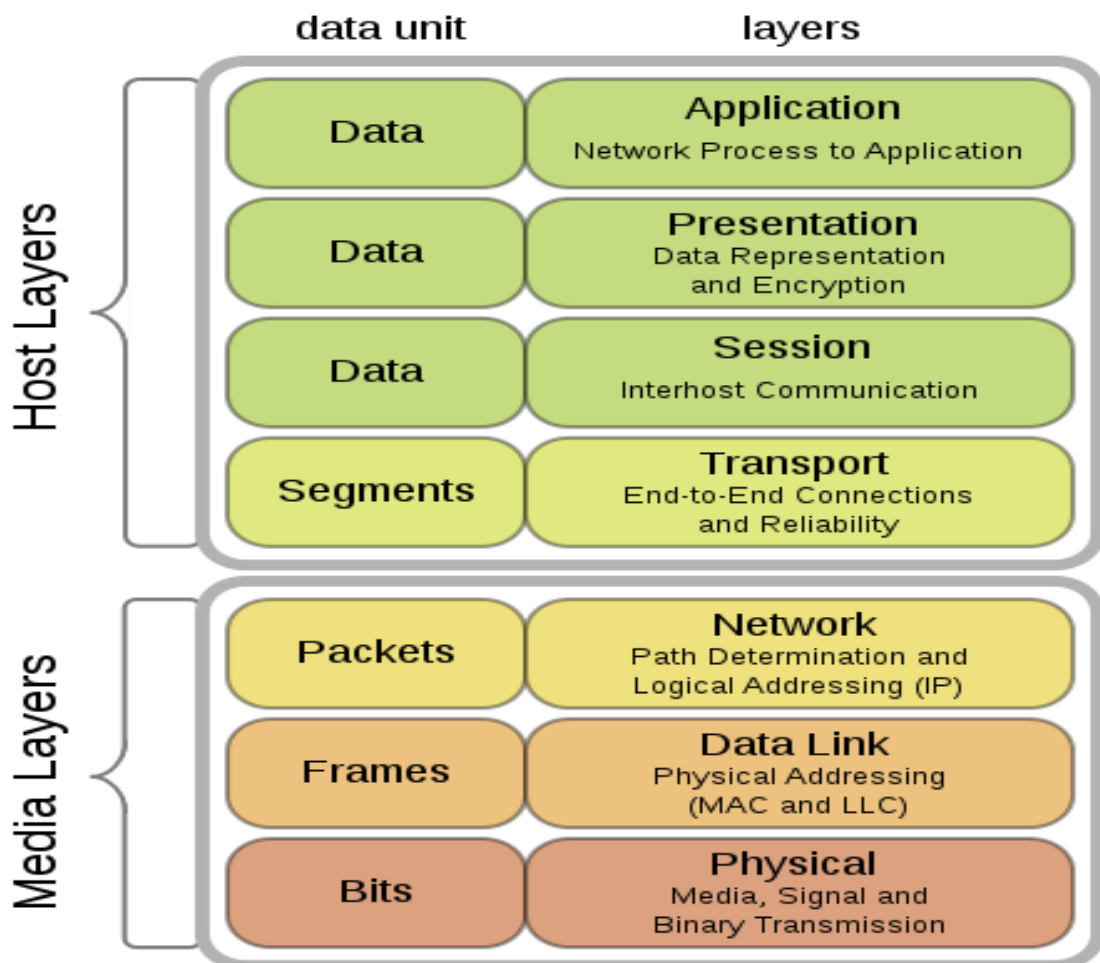 data unit layers
Host Layers
Data
Application
Network Process to Application
Data
Presentation
Data Representation
and Encryption
Data
Session
Interhost Communication
Segments
Transport
End-to-End Connections
and Reliability
Media Layers
Packets
Network
Path Determination and
Logical Addressing (IP)
Frames
Data Link
Physical Addressing
(MAC and LLC)
Bits
Physical
Media, Signal and
Binary Transmission